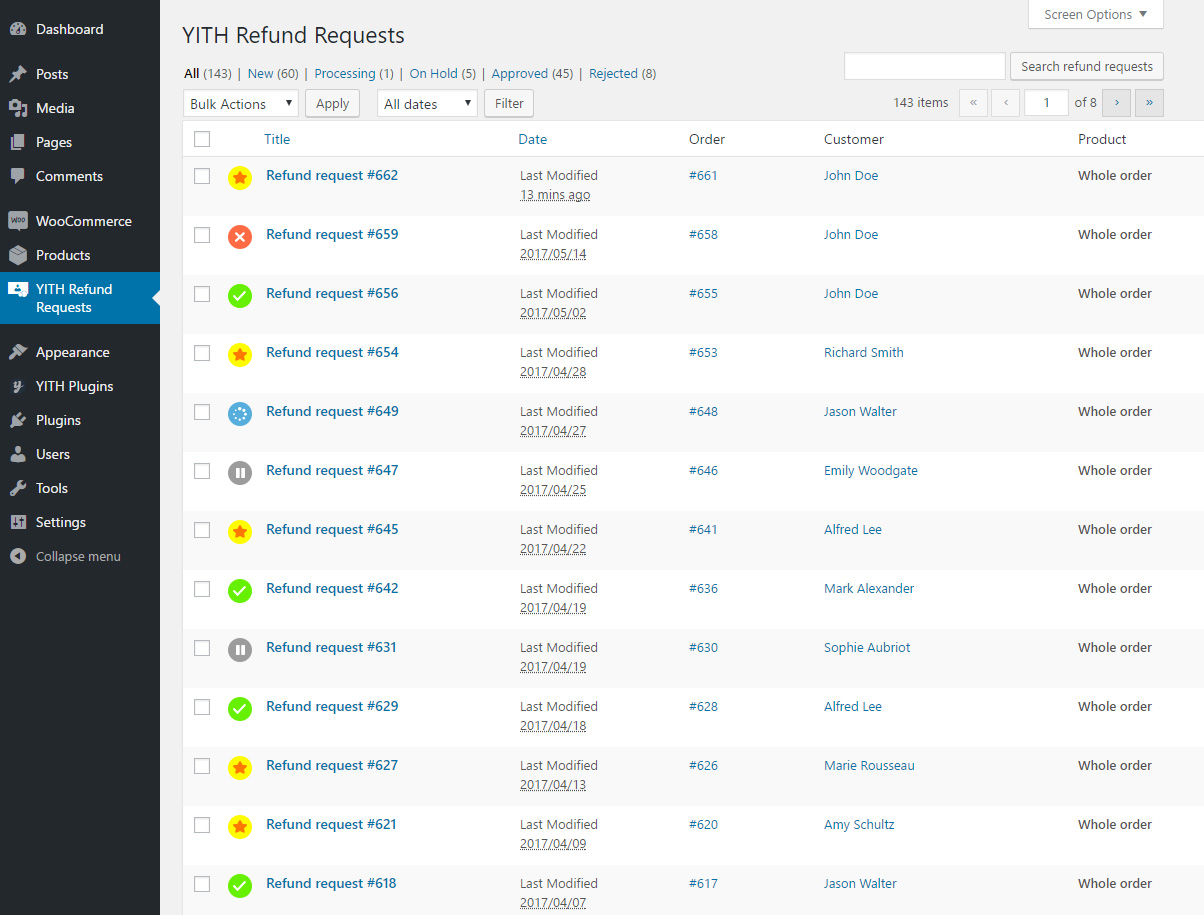 Dashboard
Posts
Media
Pages
Comments
WOO WooCommerce
Products
YITH Refund
Requests
Appearance
YITH Plugins
Plugins
Users
Tools
Settings
Collapse menu
Screen Options
YITH Refund Requests
All (143) | New (60) | Processing (1) | On Hold (5) | Approved (45) | Rejected (8)
Search refund requests
Bulk Actions Apply All dates Filter 143 items « ‹ 1 of 8 › »
Title Date Order Customer Product
Refund request #662 Last Modified #661 John Doe Whole order
13 mins ago
Refund request #659 Last Modified #658 John Doe Whole order
2017/05/14
Refund request #656 Last Modified #655 John Doe Whole order
2017/05/02
Refund request #654 Last Modified #653 Richard Smith Whole order
2017/04/28
Refund request #649 Last Modified #648 Jason Walter Whole order
2017/04/27
Refund request #647 Last Modified #646 Emily Woodgate Whole order
2017/04/25
Refund request #645 Last Modified #641 Alfred Lee Whole order
2017/04/22
Refund request #642 Last Modified #636 Mark Alexander Whole order
2017/04/19
Refund request #631 Last Modified #630 Sophie Aubriot Whole order
2017/04/19
Refund request #629 Last Modified #628 Alfred Lee Whole order
2017/04/18
Refund request #627 Last Modified #626 Marie Rousseau Whole order
2017/04/13
Refund request #621 Last Modified #620 Amy Schultz Whole order
2017/04/09
Refund request #618 Last Modified #617 Jason Walter Whole order
2017/04/07